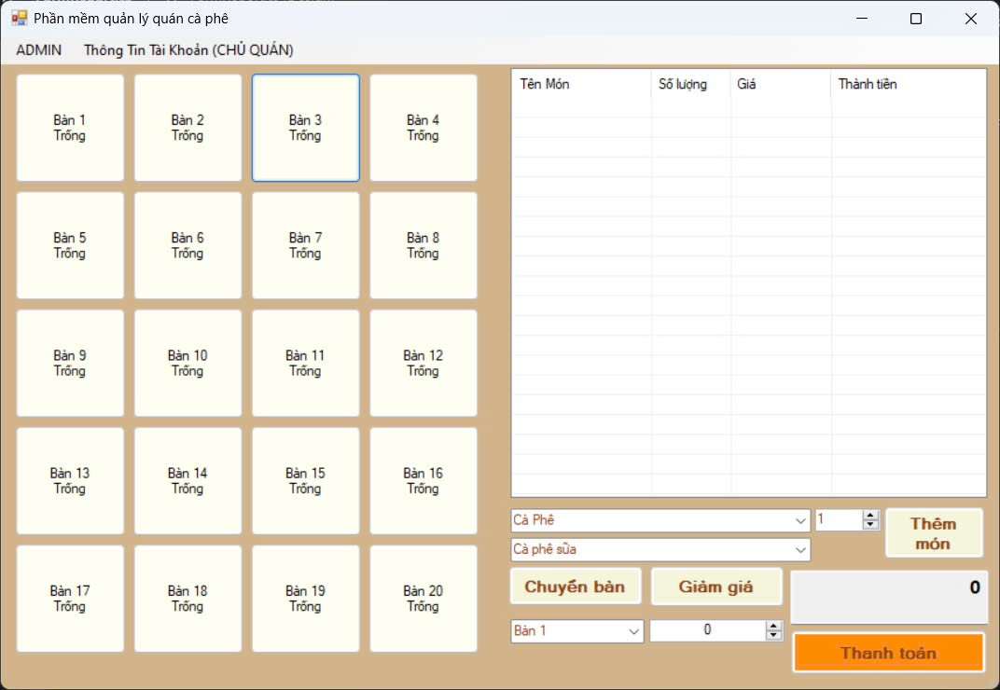 Phần mềm quản lý quán cà phê
ADMIN Thông Tin Tài Khoản (CHỦ QUÁN)
Bàn 1
Trống
Bàn 2
Trống
Bàn 3
Trống
Bàn 4
Trống
Bàn 5
Trống
Bàn 6
Trống
Bàn 7
Trống
Bàn 8
Trống
Bàn 9
Trống
Bàn 10
Trống
Bàn 11
Trống
Bàn 12
Trống
Bàn 13
Trống
Bàn 14
Trống
Bàn 15
Trống
Bàn 16
Trống
Bàn 17
Trống
Bàn 18
Trống
Bàn 19
Trống
Bàn 20
Trống
Tên Món Số lượng Giá Thành tiền
Cà Phê 1
Thêm
món
Cà phê sữa
Chuyển bàn Giảm giá 0
Bàn 1 0
Thanh toán